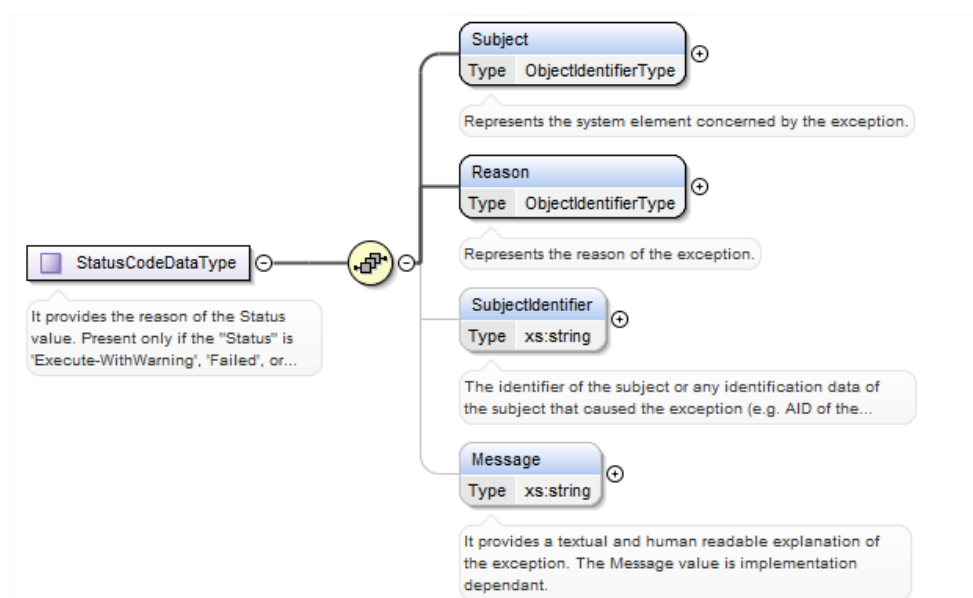 Subject
Type ObjectIdentifierType
Represents the system element concerned by the exception.
Reason
Type ObjectIdentifierType
Represents the reason of the exception.
StatusCodeDataType
It provides the reason of the Status
value. Present only if the "Status" is
'Execute-WithWarning', 'Failed', or...
SubjectIdentifier
Type xs:string
The identifier of the subject or any identification data of
the subject that caused the exception (e.g. AID of the...
Message
Type xs:string
It provides a textual and human readable explanation of
the exception. The Message value is implementation
dependant.